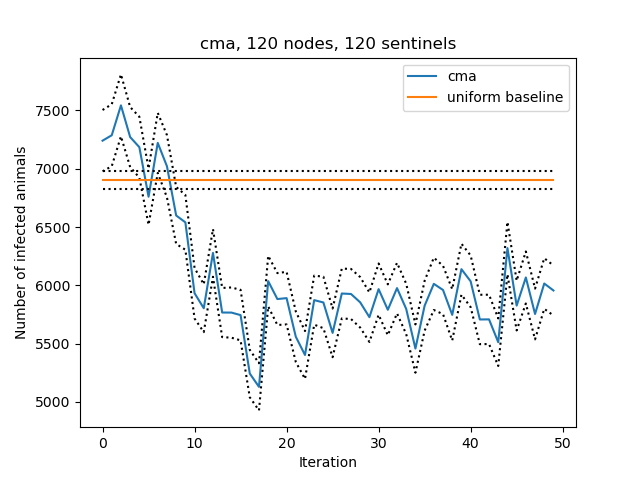 cma, 120 nodes, 120 sentinels
cma
uniform baseline
Number of infected animals
7500
7000
6500
6000
5500
5000
0 10 20 30 40 50
Iteration